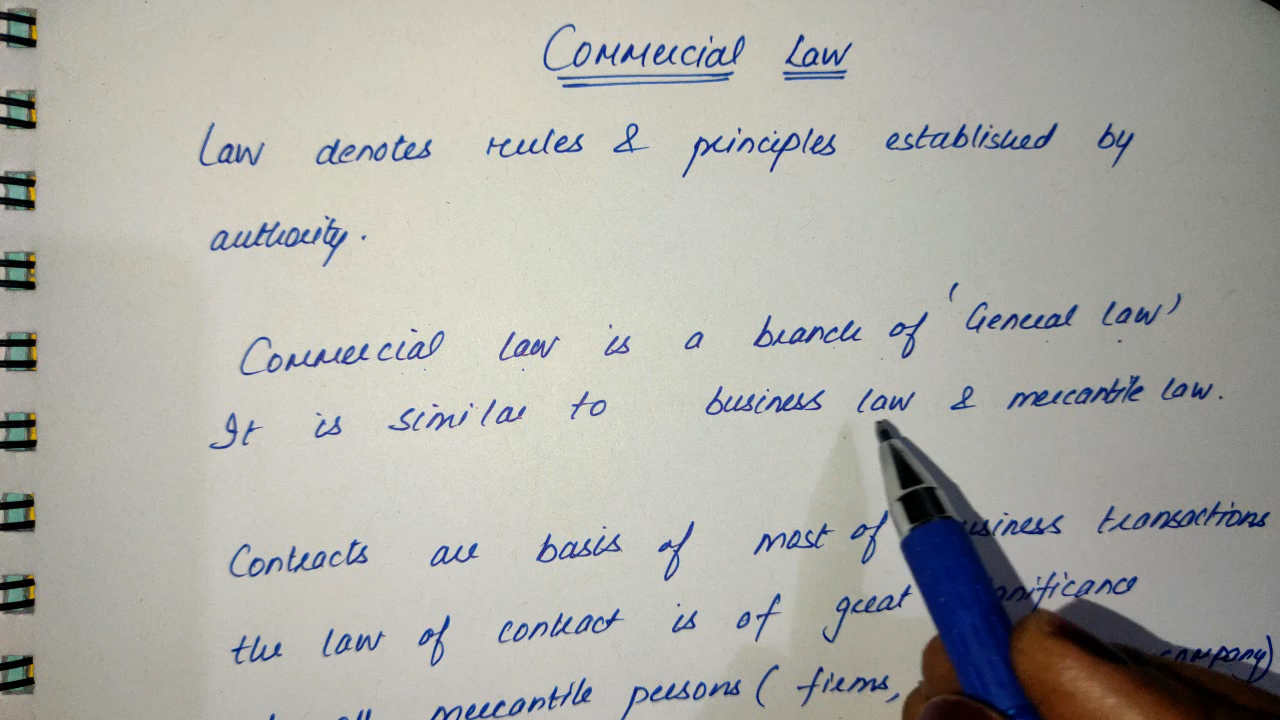 Commercial Law
Law denotes rules & principles established by
authority.
Commercial law is a branch of 'General law'
It is similar to business law & mercantile law.
Contracts are basis of most of business transactions
the law of contract is of great significance
mercantile persons ( firms, company)